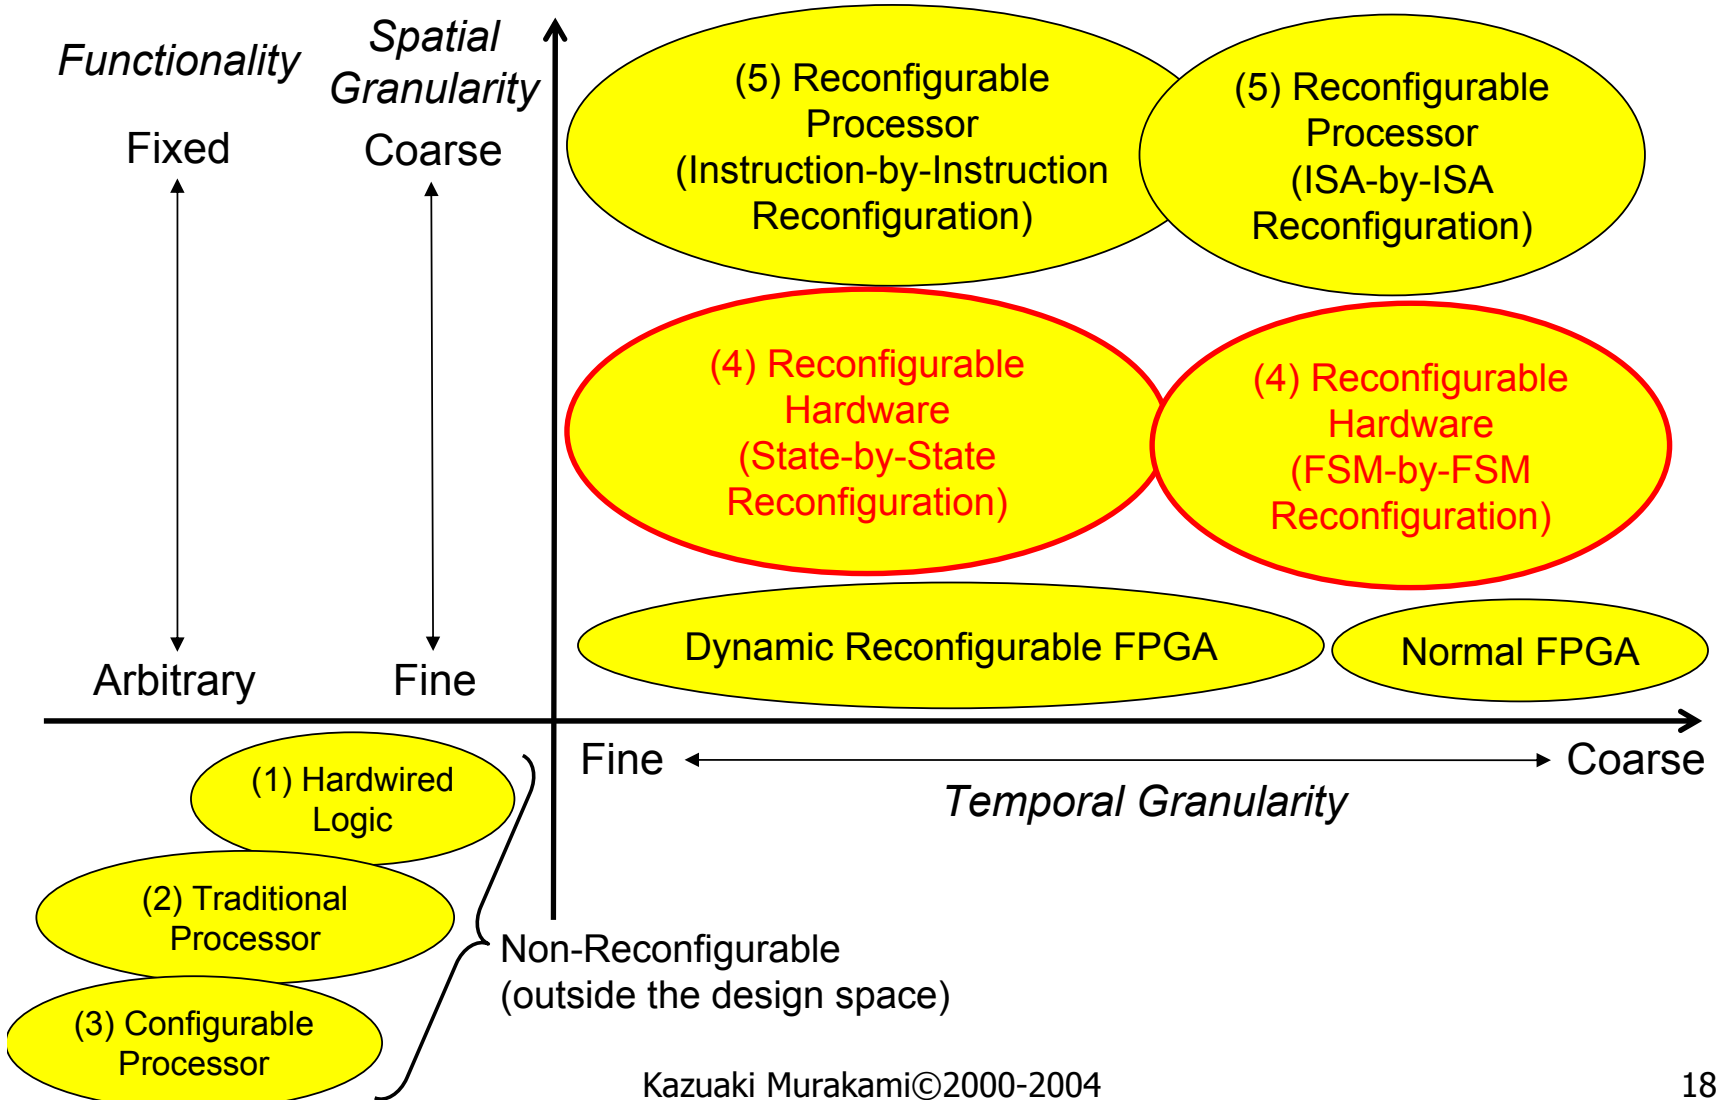 Functionality
Spatial
Granularity
Fixed
Coarse
Arbitrary
Fine
(5) Reconfigurable
Processor
(Instruction-by-Instruction
Reconfiguration)
(5) Reconfigurable
Processor
(ISA-by-ISA
Reconfiguration)
(4) Reconfigurable
Hardware
(State-by-State
Reconfiguration)
(4) Reconfigurable
Hardware
(FSM-by-FSM
Reconfiguration)
Dynamic Reconfigurable FPGA
Normal FPGA
Fine
Coarse
Temporal Granularity
(1) Hardwired
Logic
(2) Traditional
Processor
(3) Configurable
Processor
Non-Reconfigurable
(outside the design space)
Kazuaki Murakami©2000-2004
18